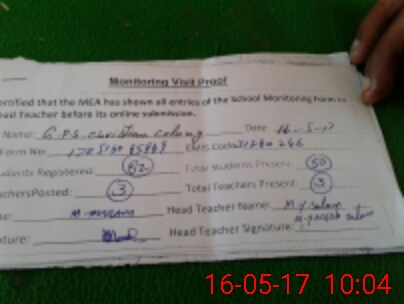 Monitoring Visit Proof
that the MEA has shown all entries of the School Monitoring Form to
ead Teacher before its online submission.
Name: G.P.S. Christian Colony Date 16-5-17
Form No: EMIS Code
dents Registered: 62 Total Students Present: 50
chers Posted: 3 Total Teachers Present: 3
Head Teacher Name: M. Y. Salam
ature: Head Teacher Signature:
16-05-17 10:04